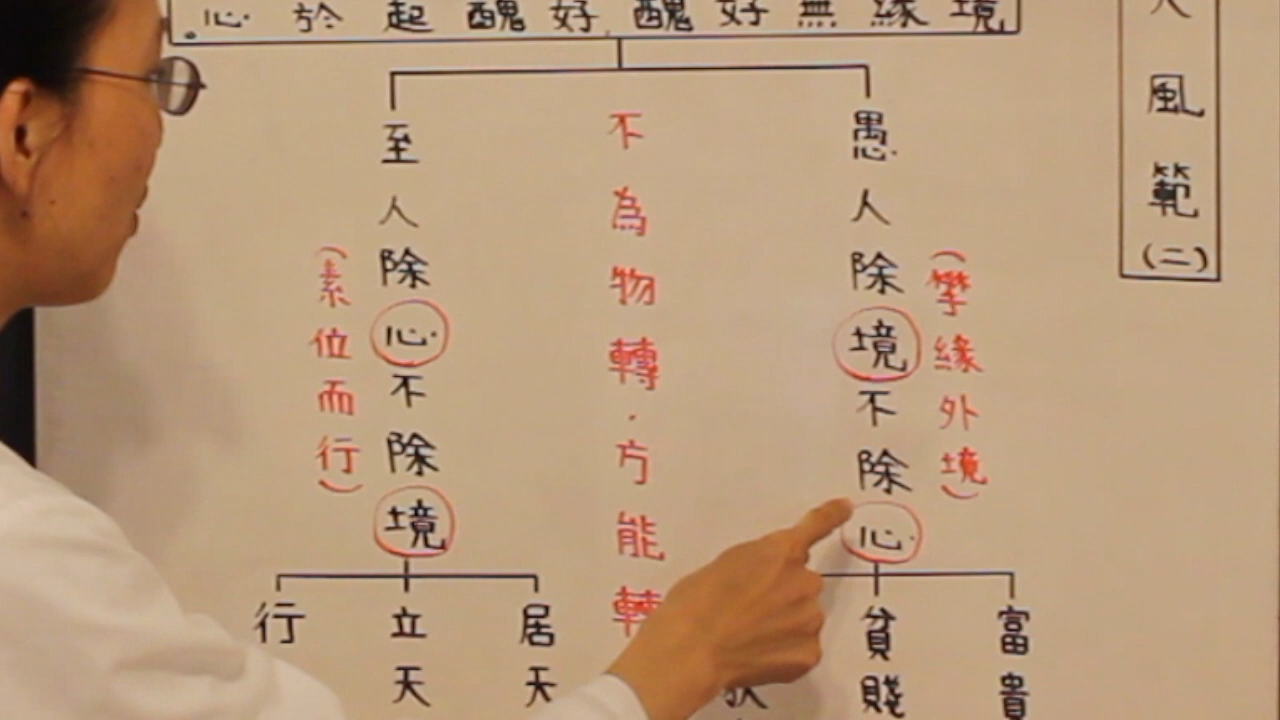 風範(二)
境緣無好醜,好醜起於心.
愚人除境不除心
(攀緣外境)
富貴
貧賤
不為物轉.方能轉
至人除心不除境
(素位而行)
居天
立天
行